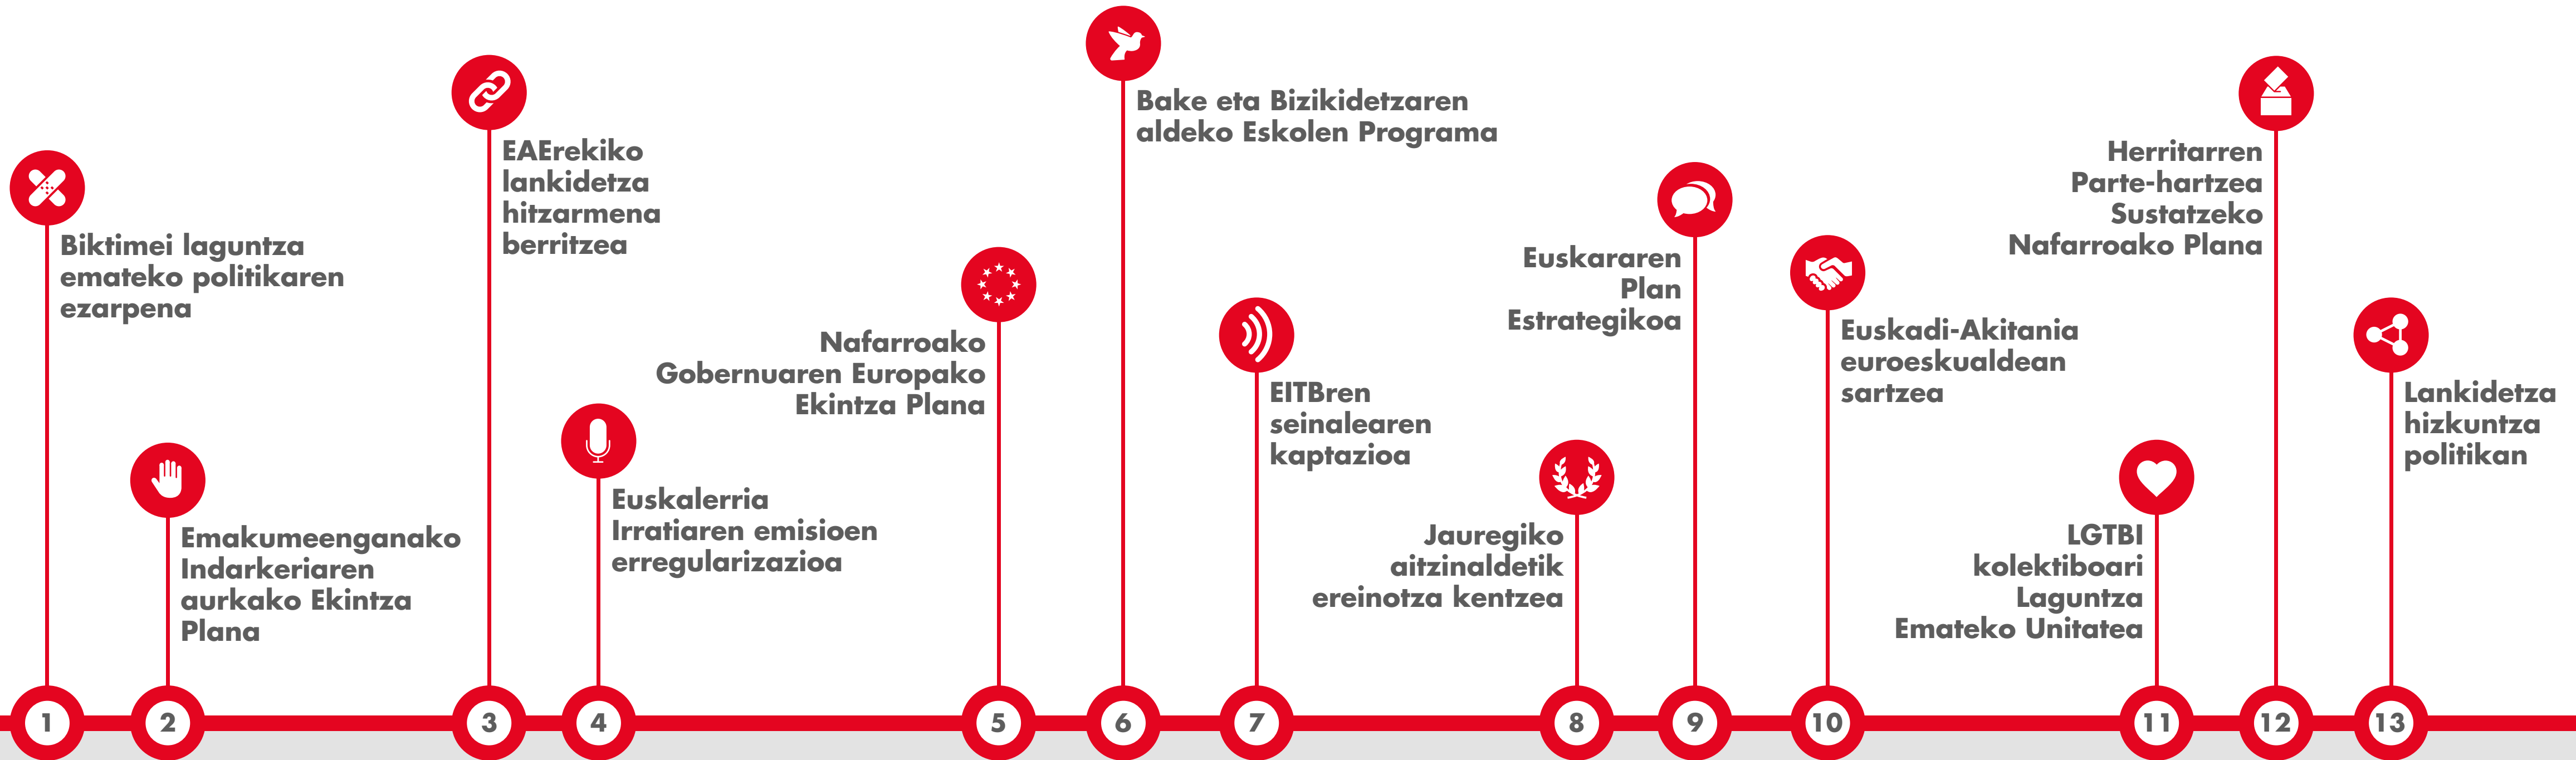 Biktimei laguntza
emateko politikaren
ezarpena
Emakumeenganako
Indarkeriaren
aurkako Ekintza
Plana
EAErekiko
lankidetza
hitzarmena
berritzea
Euskalerria
Irratiaren emisioen
erregularizazioa
Nafarroako
Gobernuaren Europako
Ekintza Plana
Bake eta Bizikidetzaren
aldeko Eskolen Programa
EITBren
seinalearen
kaptazioa
Jauregiko
aitzinaldetik
ereinotza kentzea
Euskararen
Plan
Estrategikoa
Euskadi-Akitania
euroeskualdean
sartzea
LGTBI
kolektiboari
Laguntza
Emateko Unitatea
Herritarren
Parte-hartzea
Sustatzeko
Nafarroako Plana
Lankidetza
hizkuntza
politikan
1 2 3 4 5 6 7 8 9 10 11 12 13